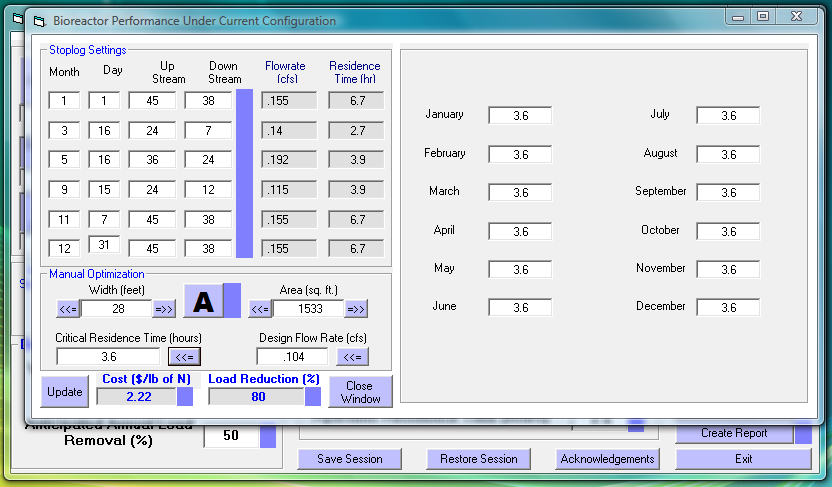 Bioreactor Performance Under Current Configuration
Stoplog Settings
Month Day Up Stream Down Stream Flowrate (cfs) Residence Time (hr)
1 1 45 38 .155 6.7
3 16 24 7 .14 2.7
5 16 36 24 .192 3.9
9 15 24 12 .115 3.9
11 7 45 38 .155 6.7
12 31 45 38 .155 6.7
Manual Optimization
Width (feet) Area (sq. ft.)
<<= 28 =>> A <<= 1533 =>>
Critical Residence Time (hours) Design Flow Rate (cfs)
3.6 <<= .104 <<=
Update Cost ($/lb of N) Load Reduction (%) Close Window
2.22 80
January 3.6 July 3.6
February 3.6 August 3.6
March 3.6 September 3.6
April 3.6 October 3.6
May 3.6 November 3.6
June 3.6 December 3.6
Removal (%) 50
Create Report
Save Session Restore Session Acknowledgements Exit